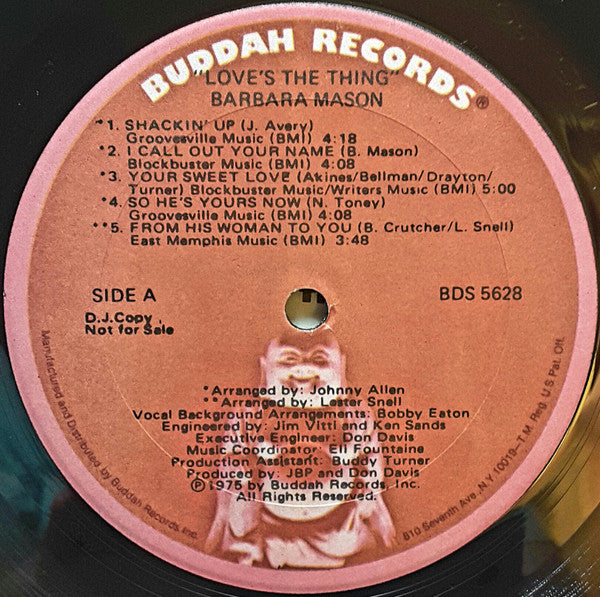 BUDDAH RECORDS®
"LOVE'S THE THING"
BARBARA MASON
*1. SHACKIN' UP (J. Avery)
Groovesville Music (BMI) 4:18
*2. I CALL OUT YOUR NAME (B. Mason)
Blockbuster Music (BMI) 4:08
*3. YOUR SWEET LOVE (Akines/Bellman/Drayton/
Turner) Blockbuster Music/Writers Music (BMI) 5:00
*4. SO HE'S YOURS NOW (N. Toney)
Groovesville Music (BMI) 4:08
**5. FROM HIS WOMAN TO YOU (B. Crutcher/L. Snell)
East Memphis Music (BMI) 3:48
SIDE A
BDS 5628
D.J.Copy
Not for Sale
*Arranged by: Johnny Allen
**Arranged by: Lester Snell
Vocal Background Arrangements: Bobby Eaton
Engineered by: Jim Vitti and Ken Sands
Executive Engineer: Don Davis
Music Coordinator: Eli Fountaine
Production Assistant: Buddy Turner
Produced by: JBP and Don Davis
℗1975 by Buddah Records, Inc.
All Rights Reserved.
Manufactured and Distributed by Buddah Records, Inc.
810 Seventh Ave., N.Y. 10019–T.M. Reg. U.S. Pat. Off.